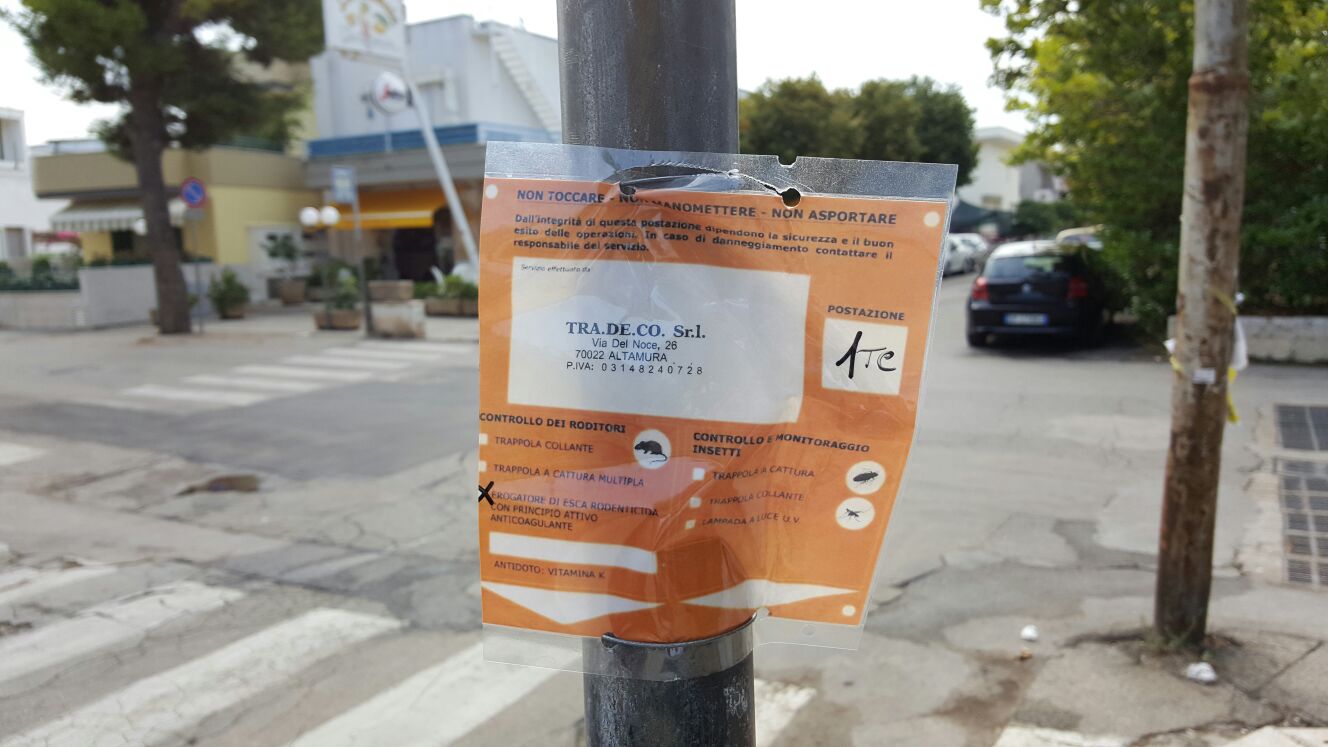 NON TOCCARE - NON MANOMETTERE - NON ASPORTARE
Dall'integrità di questa postazione dipendono la sicurezza e il buon
esito delle operazioni. In caso di danneggiamento contattare il
responsabile del servizio.
Servizio effettuato da
TRA.DE.CO. Srl.
Via Del Noce, 26
70022 ALTAMURA
P.IVA: 03148240728
POSTAZIONE
1TC
CONTROLLO DEI RODITORI
TRAPPOLA COLLANTE
TRAPPOLA A CATTURA MULTIPLA
X EROGATORE DI ESCA RODENTICIDA
CON PRINCIPIO ATTIVO
ANTICOAGULANTE
ANTIDOTO: VITAMINA K
CONTROLLO E MONITORAGGIO
INSETTI
TRAPPOLA A CATTURA
TRAPPOLA COLLANTE
LAMPADA A LUCE U.V.